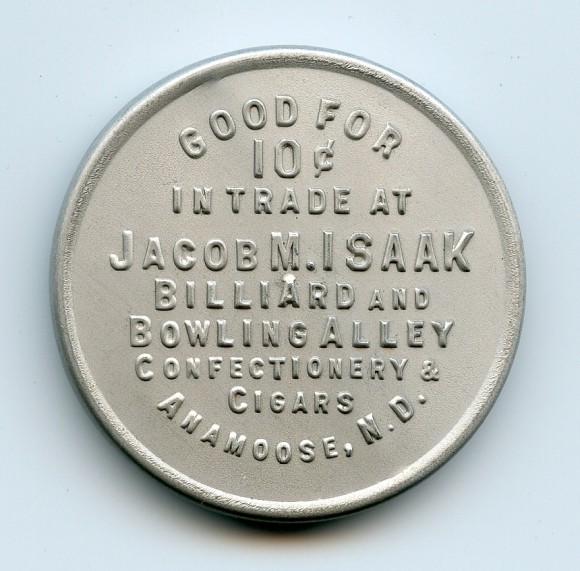 GOOD FOR
10¢
IN TRADE AT
JACOB M. ISAAK
BILLIARD AND
BOWLING ALLEY
CONFECTIONERY &
CIGARS
ANAMOOSE, N.D.